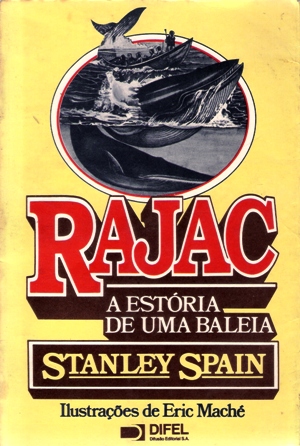 RAJAC
A ESTÓRIA
DE UMA BALEIA
STANLEY SPAIN
Ilustrações de Eric Maché
DIFEL
Difusão Editorial S.A.